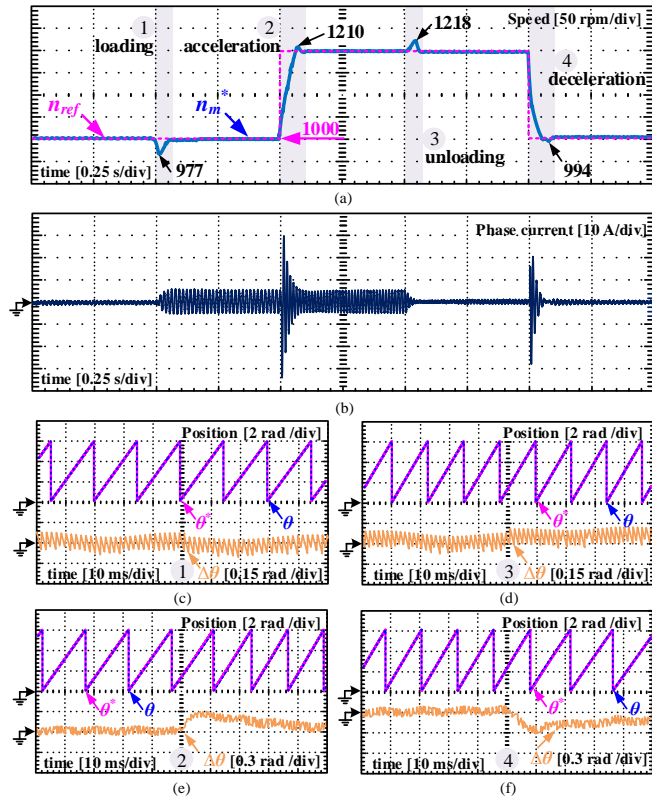 1
2
1210
1218
Speed [50 rpm/div]
loading
acceleration
4
deceleration
n_ref
n_m*
1000
3
unloading
977
994
time [0.25 s/div]
(a)
Phase current [10 A/div]
time [0.25 s/div]
(b)
Position [2 rad /div]
θ*
θ
time [10 ms/div]
1
Δθ [0.15 rad /div]
(c)
Position [2 rad /div]
θ*
θ
time [10 ms/div]
3
Δθ [0.15 rad /div]
(d)
Position [2 rad /div]
θ*
θ
time [10 ms/div]
2
Δθ [0.3 rad /div]
(e)
Position [2 rad /div]
θ*
θ
time [10 ms/div]
4
Δθ [0.3 rad /div]
(f)